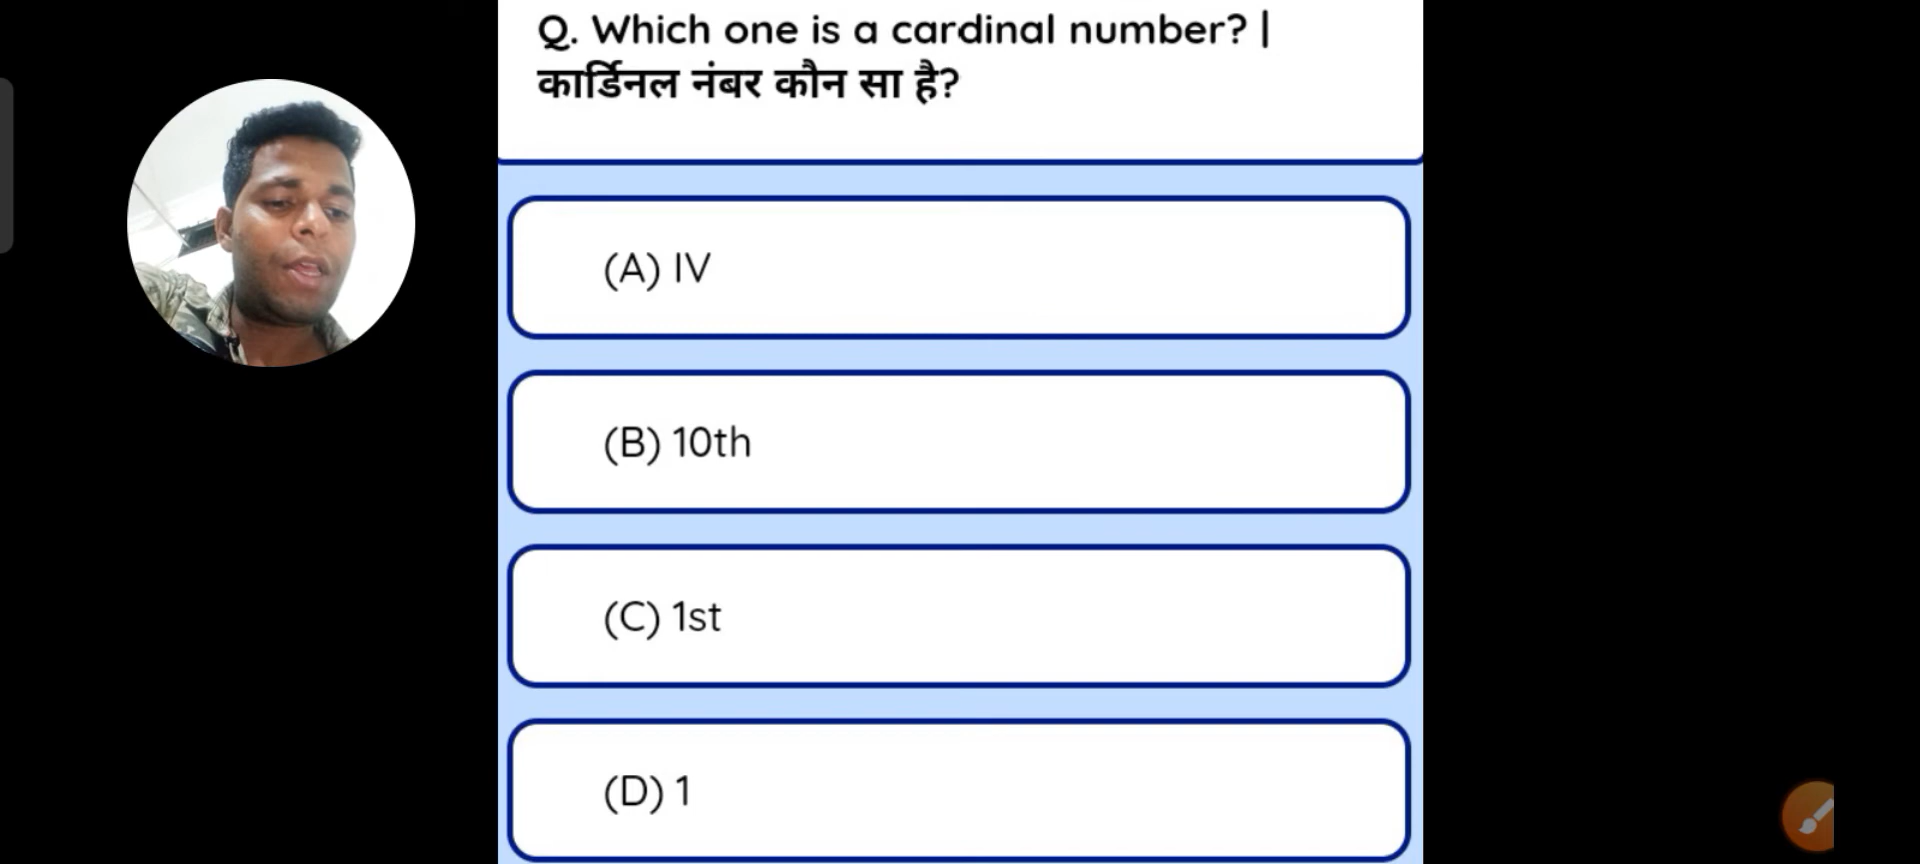 Q. Which one is a cardinal number? |
कार्डिनल नंबर कौन सा है?
(A) IV
(B) 10th
(C) 1st
(D) 1